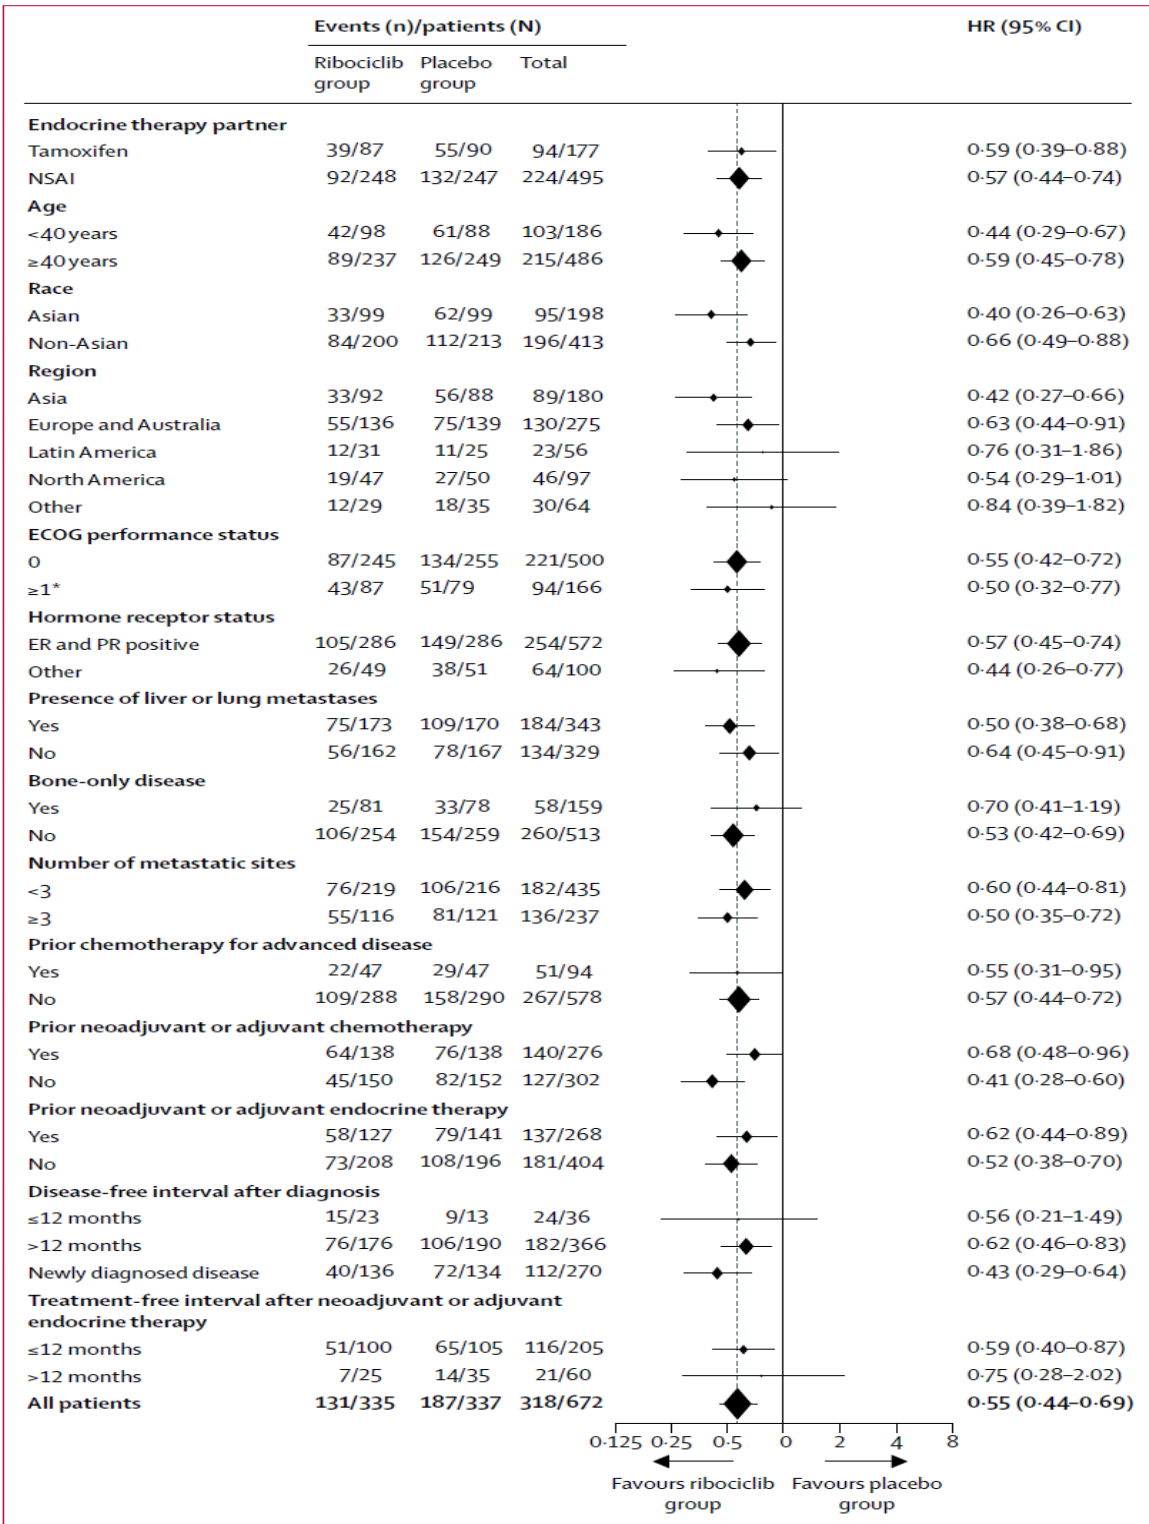 Events (n)/patients (N) HR (95% CI)
Ribociclib group Placebo group Total
Endocrine therapy partner
Tamoxifen 39/87 55/90 94/177 0·59 (0·39–0·88)
NSAI 92/248 132/247 224/495 0·57 (0·44–0·74)
Age
<40 years 42/98 61/88 103/186 0·44 (0·29–0·67)
≥40 years 89/237 126/249 215/486 0·59 (0·45–0·78)
Race
Asian 33/99 62/99 95/198 0·40 (0·26–0·63)
Non-Asian 84/200 112/213 196/413 0·66 (0·49–0·88)
Region
Asia 33/92 56/88 89/180 0·42 (0·27–0·66)
Europe and Australia 55/136 75/139 130/275 0·63 (0·44–0·91)
Latin America 12/31 11/25 23/56 0·76 (0·31–1·86)
North America 19/47 27/50 46/97 0·54 (0·29–1·01)
Other 12/29 18/35 30/64 0·84 (0·39–1·82)
ECOG performance status
0 87/245 134/255 221/500 0·55 (0·42–0·72)
≥1* 43/87 51/79 94/166 0·50 (0·32–0·77)
Hormone receptor status
ER and PR positive 105/286 149/286 254/572 0·57 (0·45–0·74)
Other 26/49 38/51 64/100 0·44 (0·26–0·77)
Presence of liver or lung metastases
Yes 75/173 109/170 184/343 0·50 (0·38–0·68)
No 56/162 78/167 134/329 0·64 (0·45–0·91)
Bone-only disease
Yes 25/81 33/78 58/159 0·70 (0·41–1·19)
No 106/254 154/259 260/513 0·53 (0·42–0·69)
Number of metastatic sites
<3 76/219 106/216 182/435 0·60 (0·44–0·81)
≥3 55/116 81/121 136/237 0·50 (0·35–0·72)
Prior chemotherapy for advanced disease
Yes 22/47 29/47 51/94 0·55 (0·31–0·95)
No 109/288 158/290 267/578 0·57 (0·44–0·72)
Prior neoadjuvant or adjuvant chemotherapy
Yes 64/138 76/138 140/276 0·68 (0·48–0·96)
No 45/150 82/152 127/302 0·41 (0·28–0·60)
Prior neoadjuvant or adjuvant endocrine therapy
Yes 58/127 79/141 137/268 0·62 (0·44–0·89)
No 73/208 108/196 181/404 0·52 (0·38–0·70)
Disease-free interval after diagnosis
≤12 months 15/23 9/13 24/36 0·56 (0·21–1·49)
>12 months 76/176 106/190 182/366 0·62 (0·46–0·83)
Newly diagnosed disease 40/136 72/134 112/270 0·43 (0·29–0·64)
Treatment-free interval after neoadjuvant or adjuvant
endocrine therapy
≤12 months 51/100 65/105 116/205 0·59 (0·40–0·87)
>12 months 7/25 14/35 21/60 0·75 (0·28–2·02)
All patients 131/335 187/337 318/672 0·55 (0·44–0·69)
0·125 0·25 0·5 0 2 4 8
Favours ribociclib group Favours placebo group